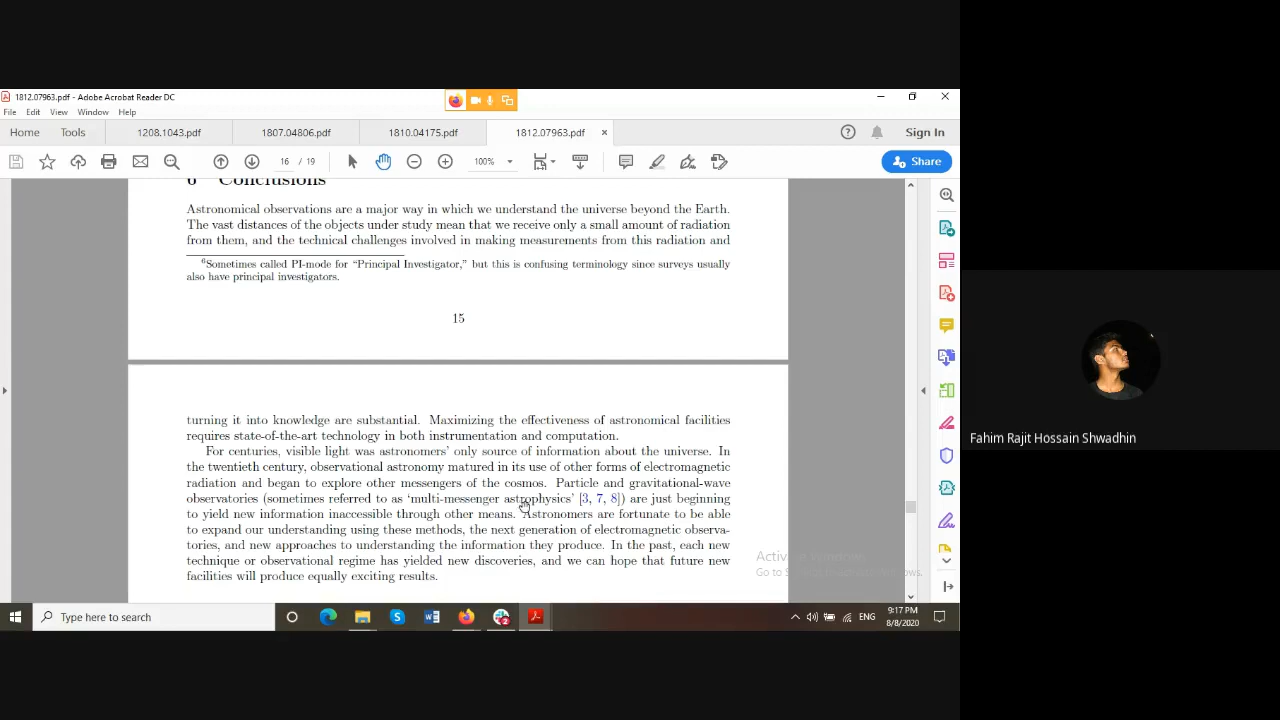 1812.07963.pdf - Adobe Acrobat Reader DC
File Edit View Window Help
Home Tools 1208.1043.pdf 1807.04806.pdf 1810.04175.pdf 1812.07963.pdf × Sign In
16 / 19 100% Share
6 Conclusions
Astronomical observations are a major way in which we understand the universe beyond the Earth.
The vast distances of the objects under study mean that we receive only a small amount of radiation
from them, and the technical challenges involved in making measurements from this radiation and
6Sometimes called PI-mode for “Principal Investigator,” but this is confusing terminology since surveys usually
also have principal investigators.
15
turning it into knowledge are substantial. Maximizing the effectiveness of astronomical facilities
requires state-of-the-art technology in both instrumentation and computation.
For centuries, visible light was astronomers’ only source of information about the universe. In
the twentieth century, observational astronomy matured in its use of other forms of electromagnetic
radiation and began to explore other messengers of the cosmos. Particle and gravitational-wave
observatories (sometimes referred to as ‘multi-messenger astrophysics’ [3, 7, 8]) are just beginning
to yield new information inaccessible through other means. Astronomers are fortunate to be able
to expand our understanding using these methods, the next generation of electromagnetic observa-
tories, and new approaches to understanding the information they produce. In the past, each new
technique or observational regime has yielded new discoveries, and we can hope that future new
facilities will produce equally exciting results.
Fahim Rajit Hossain Shwadhin
Activate Windows
Go to
Type here to search
ENG
9:17 PM
8/8/2020